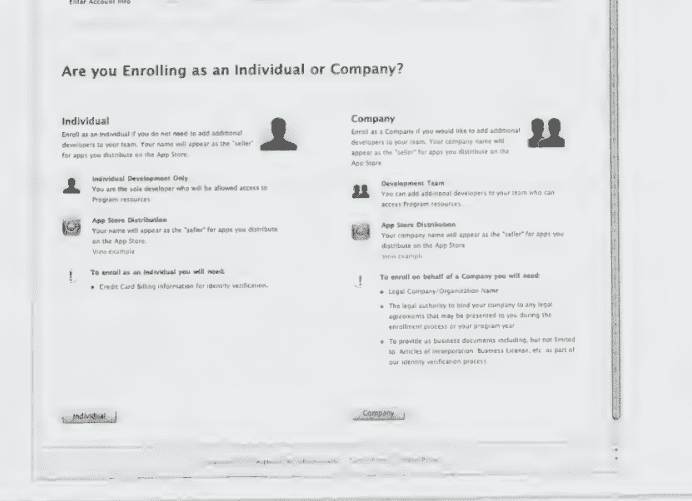 Enter Account Info
Are you Enrolling as an Individual or Company?
Individual
Enroll as an Individual if you do not need to add additional
developers to your team. Your name will appear as the "seller"
for apps you distribute on the App Store.
Individual Development Only
You are the sole developer who will be allowed access to
Program resources
App Store Distribution
Your name will appear as the "seller" for apps you distribute
on the App Store.
View example
To enroll as an Individual you will need:
Credit Card Billing information for identity verification.
Individual
Company
Enroll as a Company if you would like to add additional
developers to your team. Your company name will
appear as the "seller" for apps you distribute on the
App Store
Development Team
You can add additional developers to your team who can
access Program resources
App Store Distribution
Your company name will appear as the "seller" for apps you
distribute on the App Store
View example
To enroll on behalf of a Company you will need:
Legal Company/Organization Name
The legal authority to bind your company to any legal
agreements that may be presented to you during the
enrollment process or your program year
To provide us business documents including, but not limited
to Articles of Incorporation, Business License, etc. as part of
our identity verification process
Company